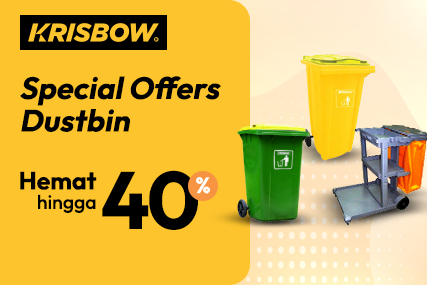 KRISBOW
Special Offers
Dustbin
Hemat
hingga
40%